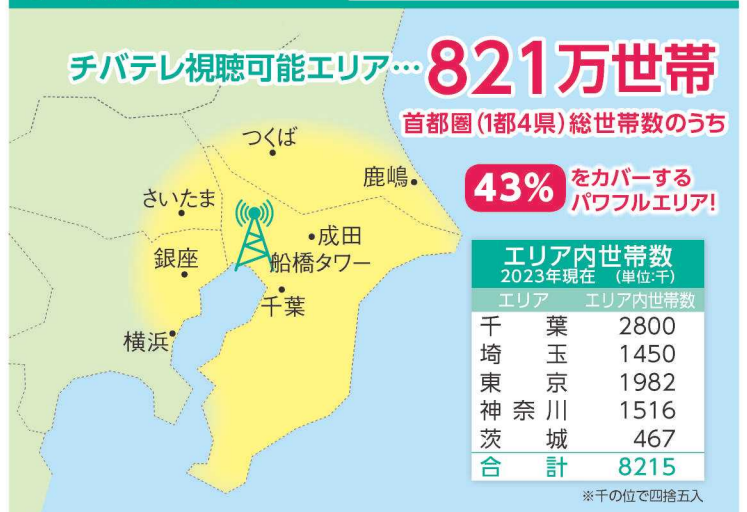 チバテレ視聴可能エリア…821万世帯
首都圏(1都4県)総世帯数のうち
43%をカバーする
パワフルエリア!
つくば
鹿嶋
さいたま
成田
銀座
船橋タワー
千葉
横浜
エリア内世帯数
2023年現在 (単位:千)
エリア エリア内世帯数
千葉 2800
埼玉 1450
東京 1982
神奈川 1516
茨城 467
合計 8215
※千の位で四捨五入